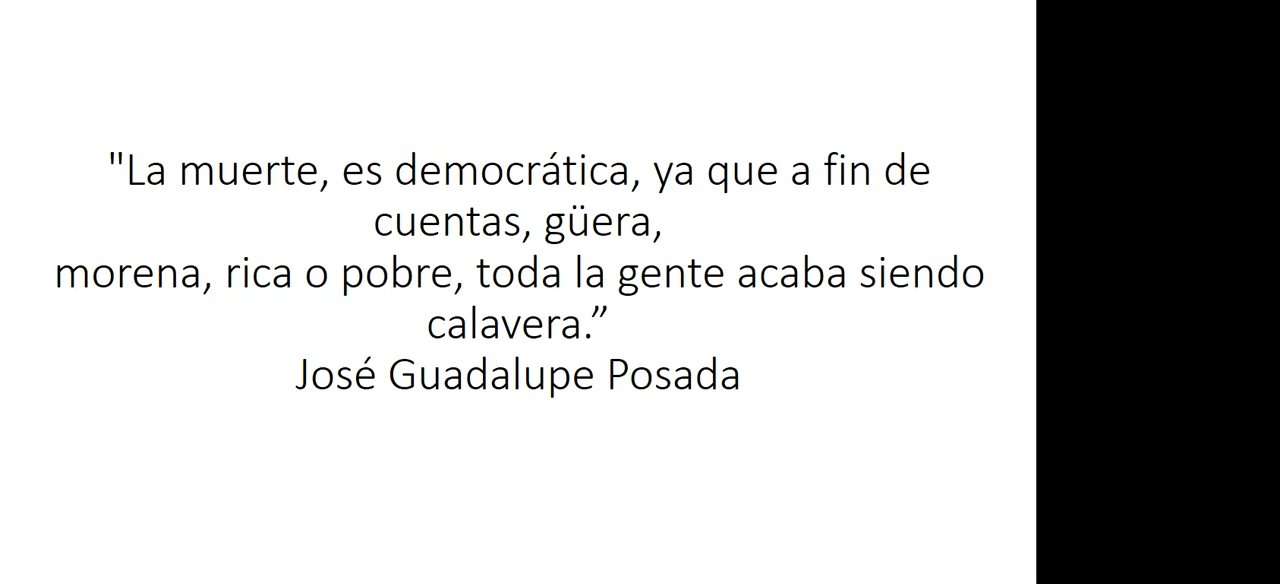 "La muerte, es democrática, ya que a fin de
cuentas, güera,
morena, rica o pobre, toda la gente acaba siendo
calavera.”
José Guadalupe Posada